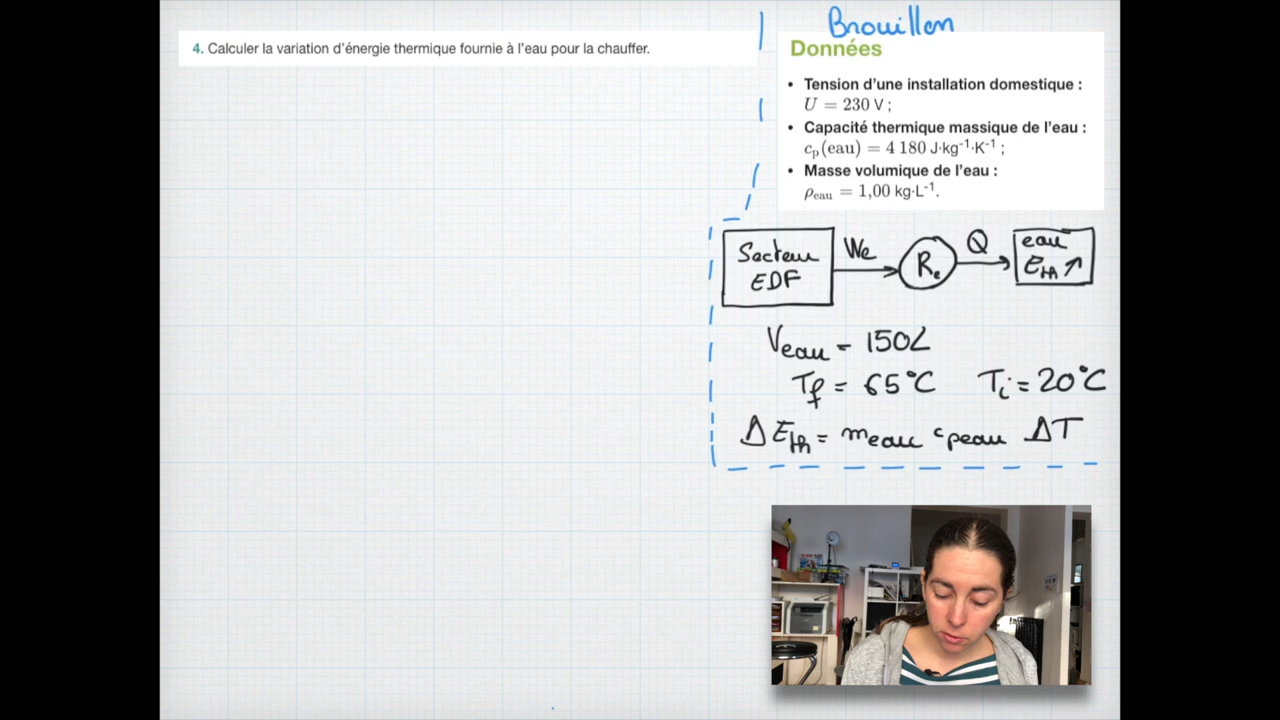 Brouillon
4. Calculer la variation d'énergie thermique fournie à l'eau pour la chauffer.
Données
• Tension d'une installation domestique :
U = 230 V ;
• Capacité thermique massique de l'eau :
cp(eau) = 4 180 J·kg⁻¹·K⁻¹ ;
• Masse volumique de l'eau :
ρeau = 1,00 kg·L⁻¹.
Secteur EDF
We
Re
Q
eau
Eth ↗
Veau = 150L
Tf = 65°C Ti = 20°C
ΔEth = meau cpeau ΔT